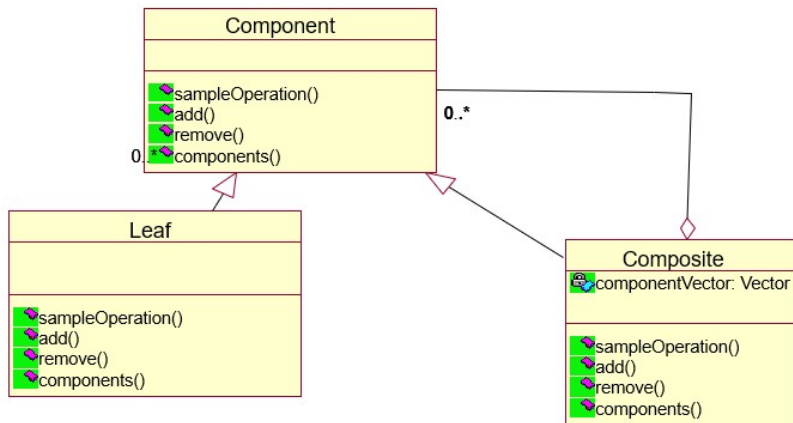 Component
sampleOperation()
add()
remove()
components()
0..*
0..*
Leaf
sampleOperation()
add()
remove()
components()
Composite
componentVector: Vector
sampleOperation()
add()
remove()
components()